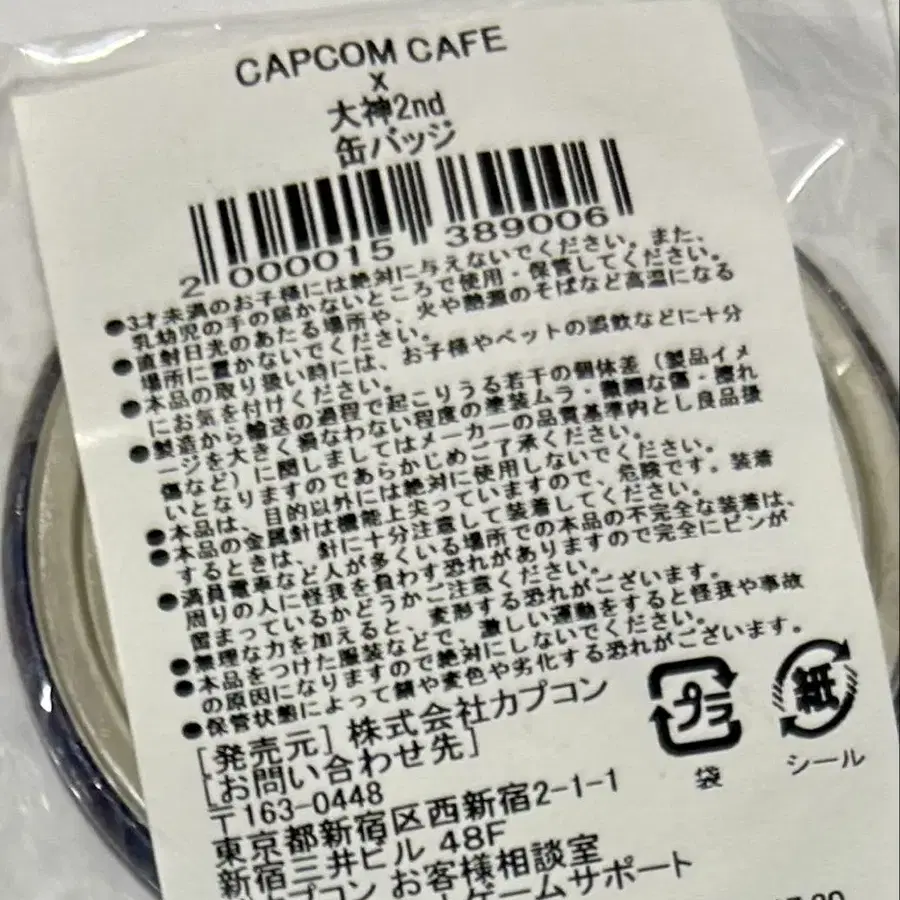 CAPCOM CAFE
×
大神2nd
缶バッジ
2 000015 389006
●3才未満のお子様には絶対に与えないでください。また、
乳幼児の手の届かないところで使用・保管してください。
●直射日光のあたる場所や、火や熱源のそばなど高温になる
場所に置かないでください。
●本品の取り扱い時には、お子様やペットの誤飲などに十分
にお気を付けください。
●製造から輸送の過程で起こりうる若干の個体差（製品イメ
ージを大きく損なわない程度の塗装ムラ・微細な傷・擦れ
傷など）に関しましてはメーカーの品質基準内とし良品扱
いとなりますのであらかじめご了承ください。
●本品は、目的以外には絶対に使用しないでください。
●本品の金属針は機能上尖っていますので、危険です。装着
するときは、針に十分注意して装着してください。
●満員電車など人が多くいる場所での本品の不完全な装着は、
周りの人に怪我を負わす恐れがありますので完全にピンが
留まっているかどうかご注意ください。
●無理な力を加えると、変形する恐れがございます。
●本品をつけた服装などで、激しい運動をすると怪我や事故
の原因になりますので絶対にしないでください。
●保管状態によって錆や変色や劣化する恐れがございます。
[発売元] 株式会社カプコン
[お問い合わせ先]
〒163-0448
東京都新宿区西新宿2-1-1
新宿三井ビル 48F
カプコン お客様相談室
ゲームサポート
プラ
袋
紙
シール